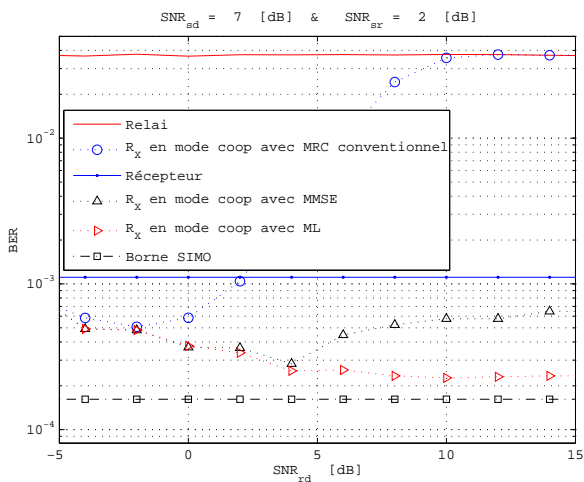 SNR_sd = 7 [dB] & SNR_sr = 2 [dB]
10^-2
10^-3
10^-4
BER
Relai
R_x en mode coop avec MRC conventionnel
Récepteur
R_x en mode coop avec MMSE
R_x en mode coop avec ML
Borne SIMO
-5 0 5 10 15
SNR_rd [dB]